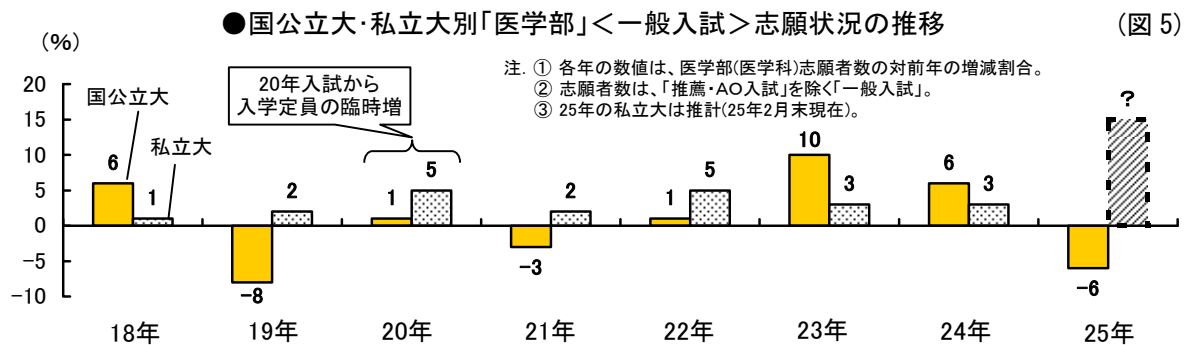 ●国公立大・私立大別「医学部」＜一般入試＞志願状況の推移
(図 5)
(%)
注. ① 各年の数値は、医学部(医学科)志願者数の対前年の増減割合。
② 志願者数は、「推薦・AO入試」を除く「一般入試」。
③ 25年の私立大は推計(25年2月末現在)。
20年入試から
入学定員の臨時増
国公立大
私立大
20
15
10
5
0
−5
−10
6
1
−8
2
1
5
−3
2
1
5
10
3
6
3
−6
?
18年
19年
20年
21年
22年
23年
24年
25年